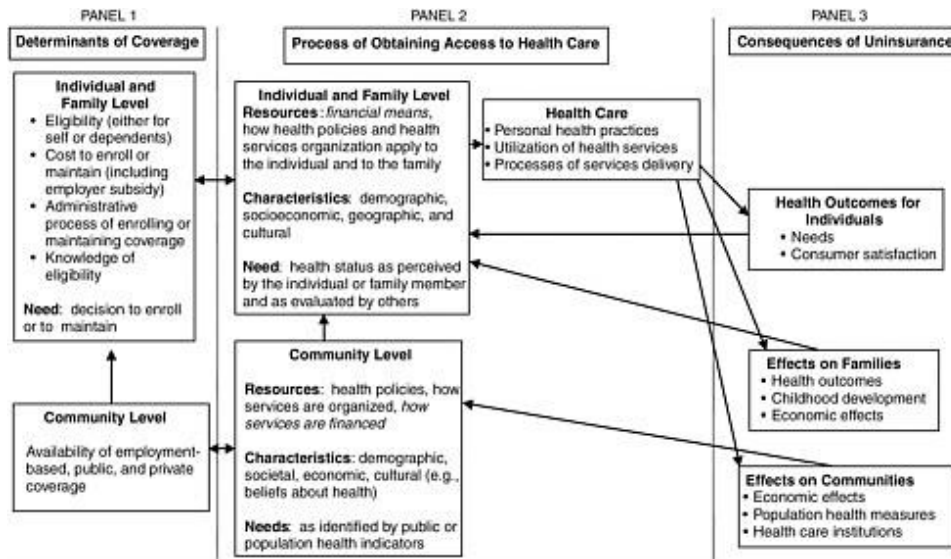 PANEL 1
Determinants of Coverage
Individual and
Family Level
• Eligibility (either for
self or dependents)
• Cost to enroll or
maintain (including
employer subsidy)
• Administrative
process of enrolling or
maintaining coverage
• Knowledge of
eligibility
Need: decision to enroll
or to maintain
Community Level
Availability of employment-
based, public, and private
coverage
PANEL 2
Process of Obtaining Access to Health Care
Individual and Family Level
Resources: financial means,
how health policies and health
services organization apply to
the individual and to the family
Characteristics: demographic,
socioeconomic, geographic, and
cultural
Need: health status as perceived
by the individual or family member
and as evaluated by others
Community Level
Resources: health policies, how
services are organized, how
services are financed
Characteristics: demographic,
societal, economic, cultural (e.g.,
beliefs about health)
Needs: as identified by public or
population health indicators
Health Care
• Personal health practices
• Utilization of health services
• Processes of services delivery
PANEL 3
Consequences of Uninsurance
Health Outcomes for
Individuals
• Needs
• Consumer satisfaction
Effects on Families
• Health outcomes
• Childhood development
• Economic effects
Effects on Communities
• Economic effects
• Population health measures
• Health care institutions